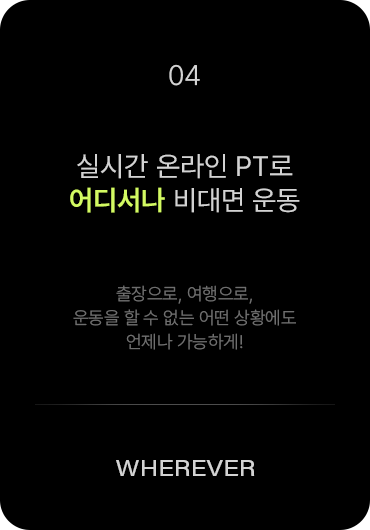 04
실시간 온라인 PT로
어디서나 비대면 운동
출장으로, 여행으로,
운동을 할 수 없는 어떤 상황에도
언제나 가능하게!
WHEREVER